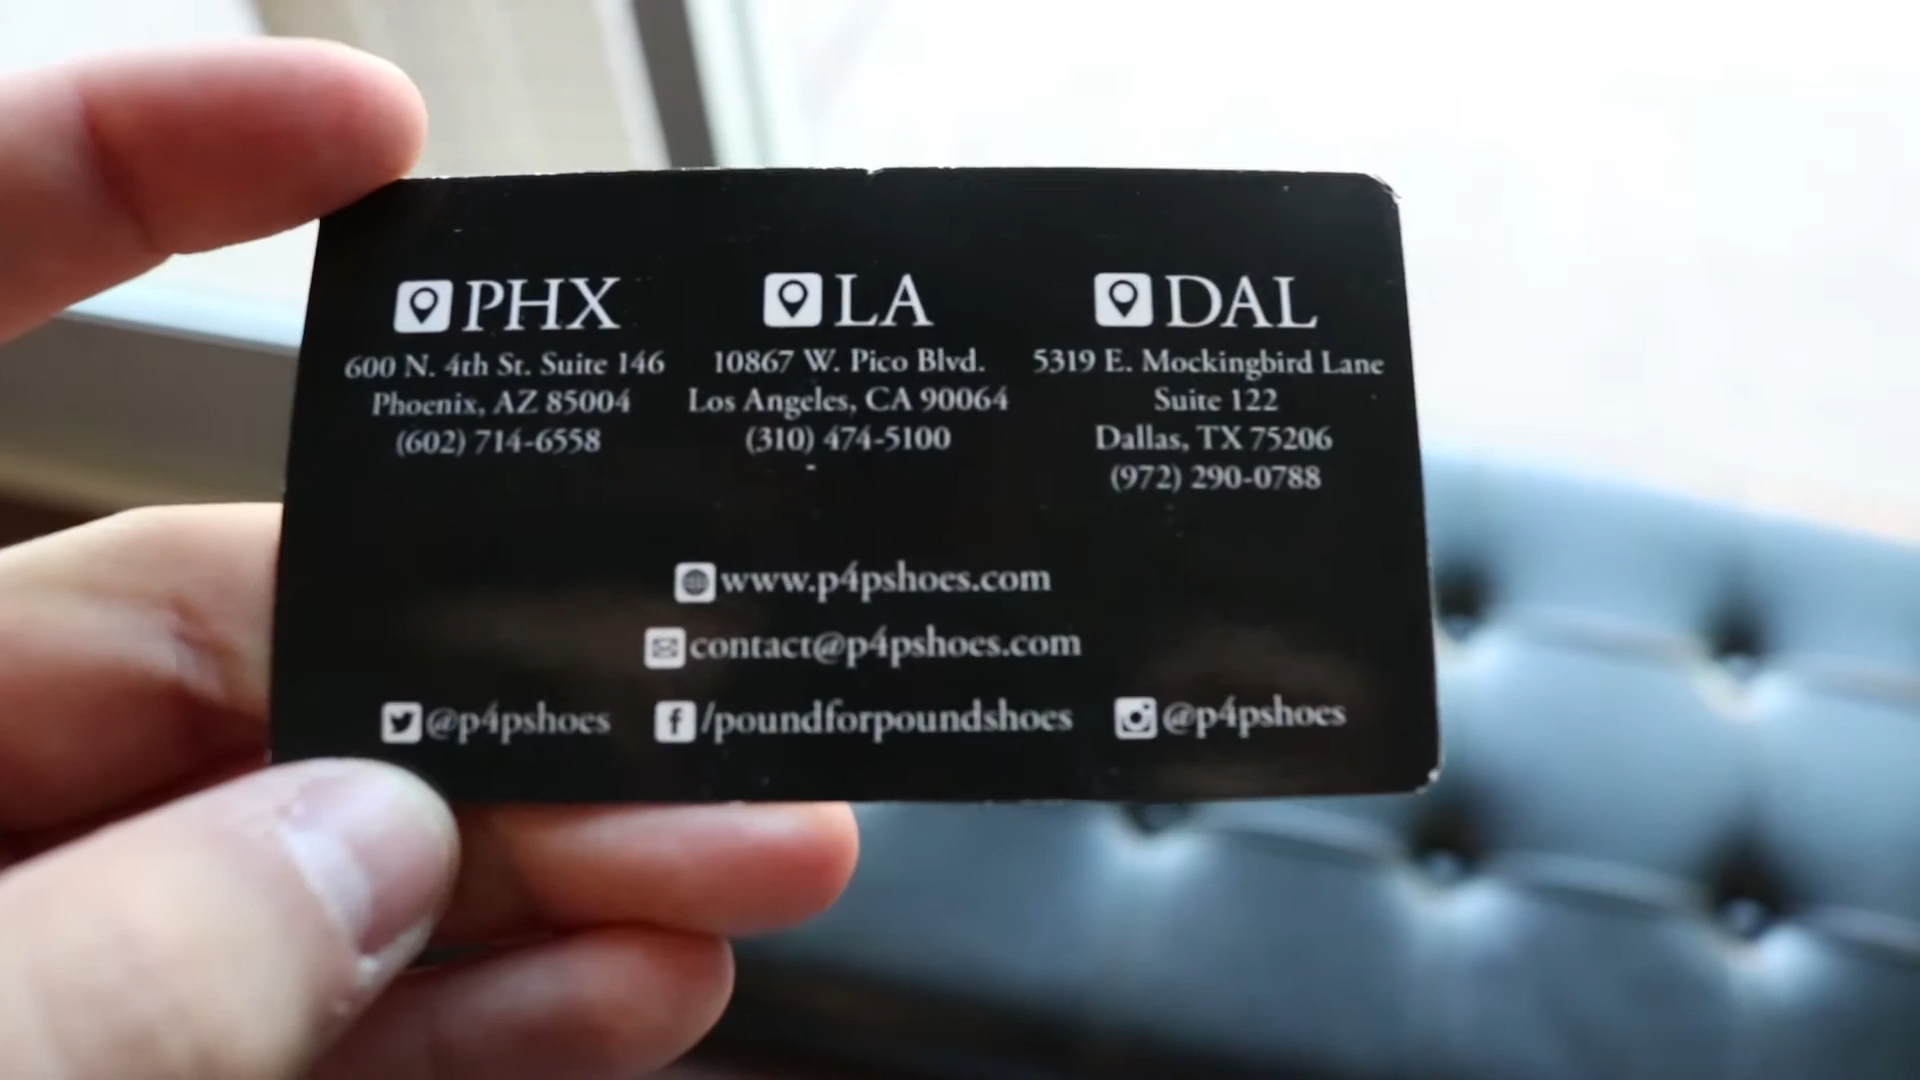 PHX
600 N. 4th St. Suite 146
Phoenix, AZ 85004
(602) 714-6558
LA
10867 W. Pico Blvd.
Los Angeles, CA 90064
(310) 474-5100
DAL
5319 E. Mockingbird Lane
Suite 122
Dallas, TX 75206
(972) 290-0788
www.p4pshoes.com
contact@p4pshoes.com
@p4pshoes
/poundforpoundshoes
@p4pshoes